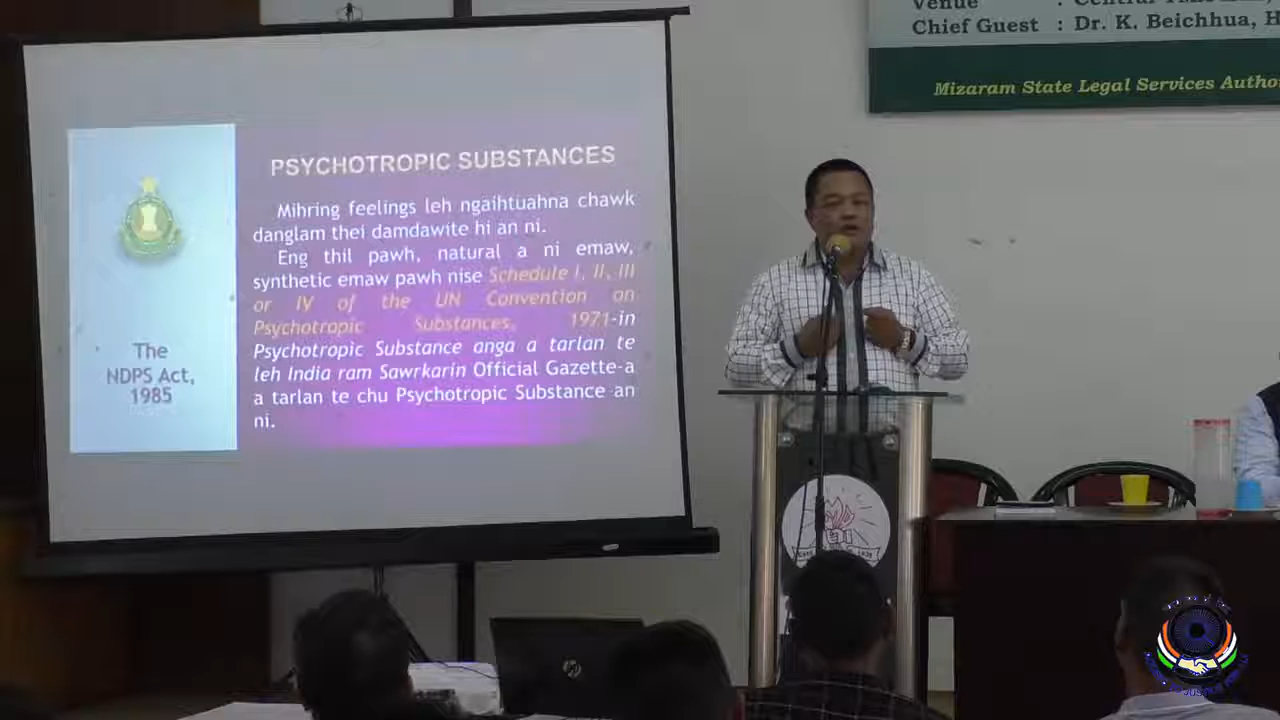 Venue : Central
Chief Guest : Dr. K. Beichhua, H
Mizaram State Legal Services Autho
PSYCHOTROPIC SUBSTANCES
Mihring feelings leh ngaihtuahna chawk
danglam thei damdawite hi an ni.
Eng thil pawh, natural a ni emaw,
synthetic emaw pawh nise Schedule I, II, III
or IV of the UN Convention on
Psychotropic Substances, 1971-in
Psychotropic Substance anga a tarlan te
leh India ram Sawrkarin Official Gazette-a
a tarlan te chu Psychotropic Substance an
ni.
The
NDPS Act,
1985